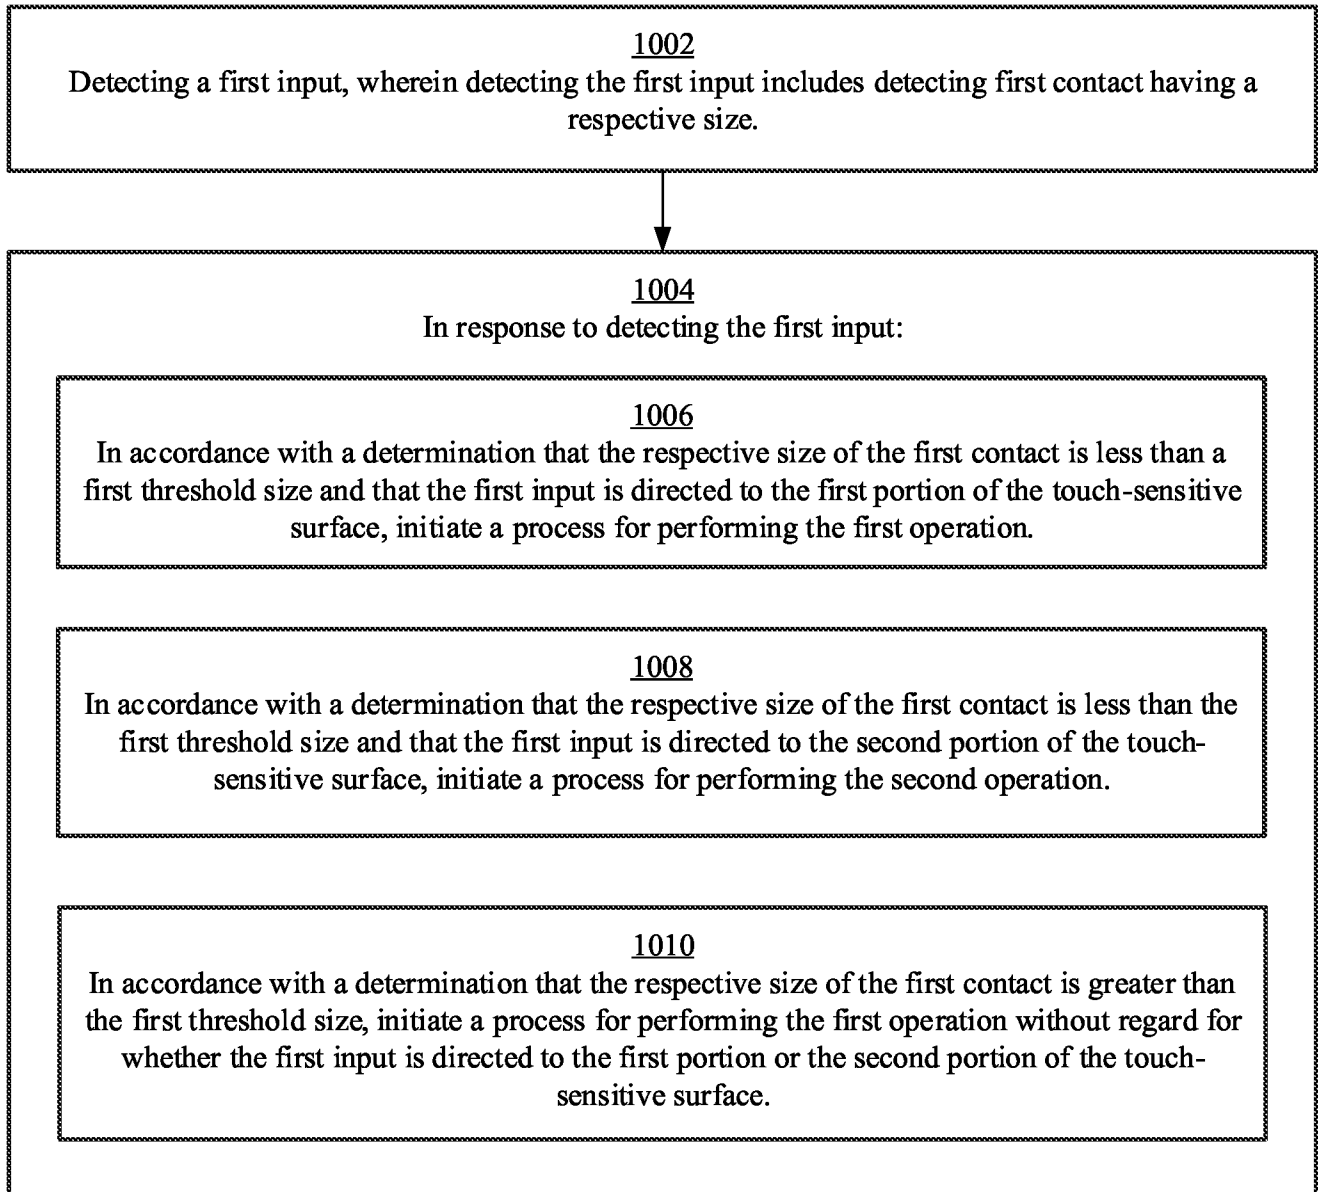 1002
Detecting a first input, wherein detecting the first input includes detecting first contact having a
respective size.
1004
In response to detecting the first input:
1006
In accordance with a determination that the respective size of the first contact is less than a
first threshold size and that the first input is directed to the first portion of the touch-sensitive
surface, initiate a process for performing the first operation.
1008
In accordance with a determination that the respective size of the first contact is less than the
first threshold size and that the first input is directed to the second portion of the touch-
sensitive surface, initiate a process for performing the second operation.
1010
In accordance with a determination that the respective size of the first contact is greater than
the first threshold size, initiate a process for performing the first operation without regard for
whether the first input is directed to the first portion or the second portion of the touch-
sensitive surface.